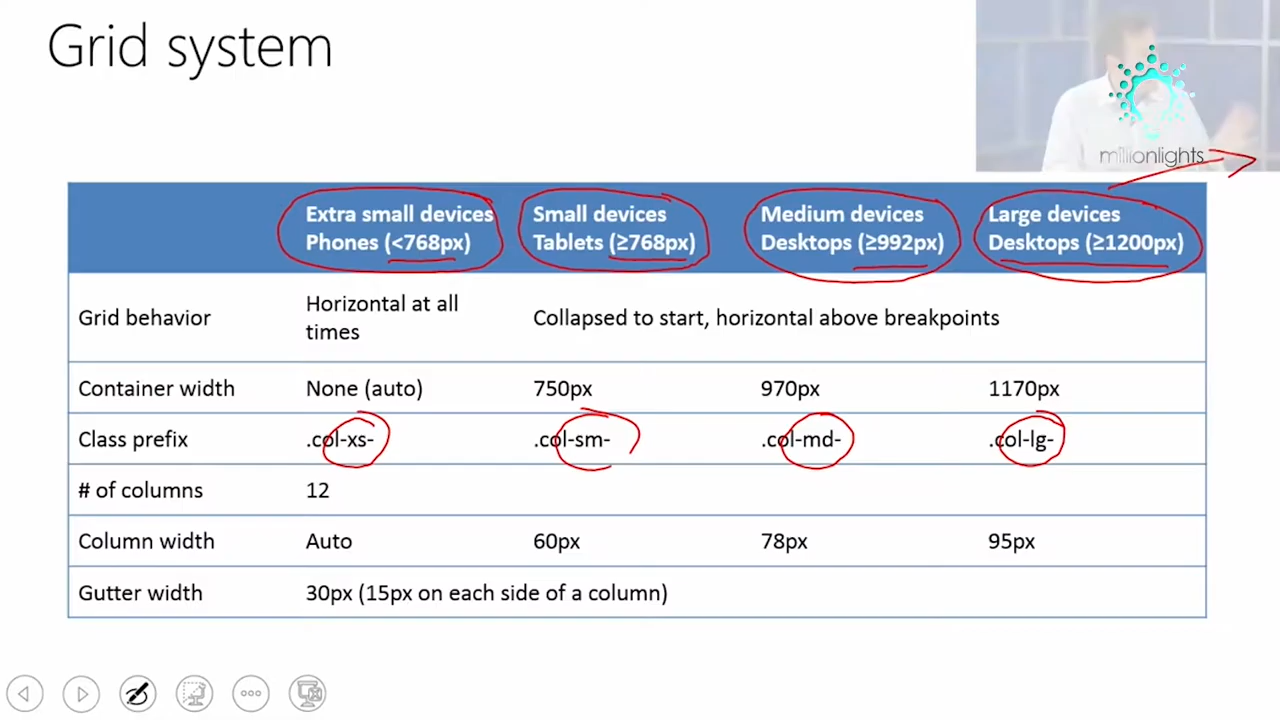 Grid system
millionlights
Extra small devices Small devices Medium devices Large devices
Phones (<768px) Tablets (≥768px) Desktops (≥992px) Desktops (≥1200px)
Grid behavior Horizontal at all times Collapsed to start, horizontal above breakpoints
Container width None (auto) 750px 970px 1170px
Class prefix .col-xs- .col-sm- .col-md- .col-lg-
# of columns 12
Column width Auto 60px 78px 95px
Gutter width 30px (15px on each side of a column)